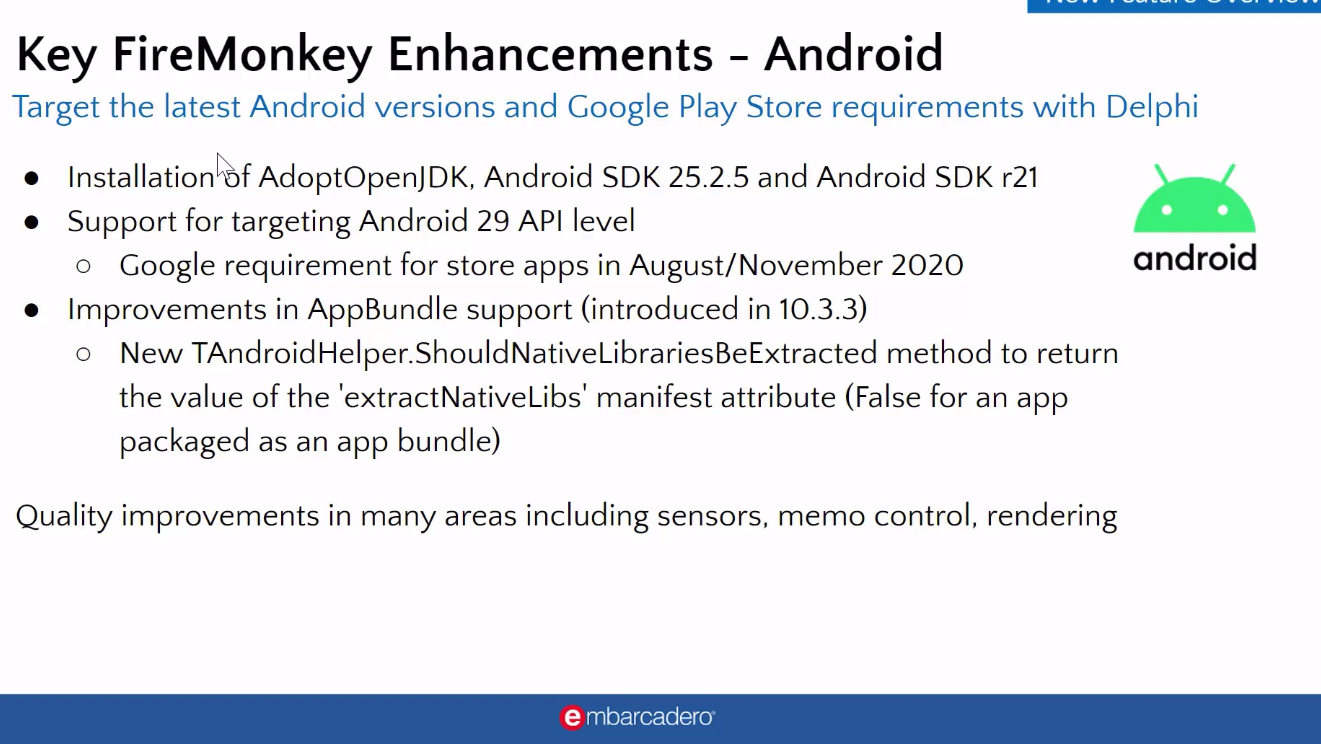 New Feature Overview
Key FireMonkey Enhancements – Android
Target the latest Android versions and Google Play Store requirements with Delphi
● Installation of AdoptOpenJDK, Android SDK 25.2.5 and Android SDK r21
● Support for targeting Android 29 API level
○ Google requirement for store apps in August/November 2020
● Improvements in AppBundle support (introduced in 10.3.3)
○ New TAndroidHelper.ShouldNativeLibrariesBeExtracted method to return
the value of the 'extractNativeLibs' manifest attribute (False for an app
packaged as an app bundle)
android
Quality improvements in many areas including sensors, memo control, rendering
embarcadero®